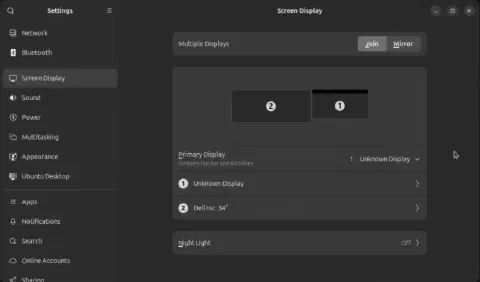 Settings
Screen Display
Network
Bluetooth
Screen Display
Sound
Power
Multitasking
Appearance
Ubuntu Desktop
Apps
Notifications
Search
Online Accounts
Sharing
Multiple Displays
Join
Mirror
2
1
Primary Display
Contains top bar and Activities
1 Unknown Display
1 Unknown Display
2 Dell Inc. 34"
Night Light
Off